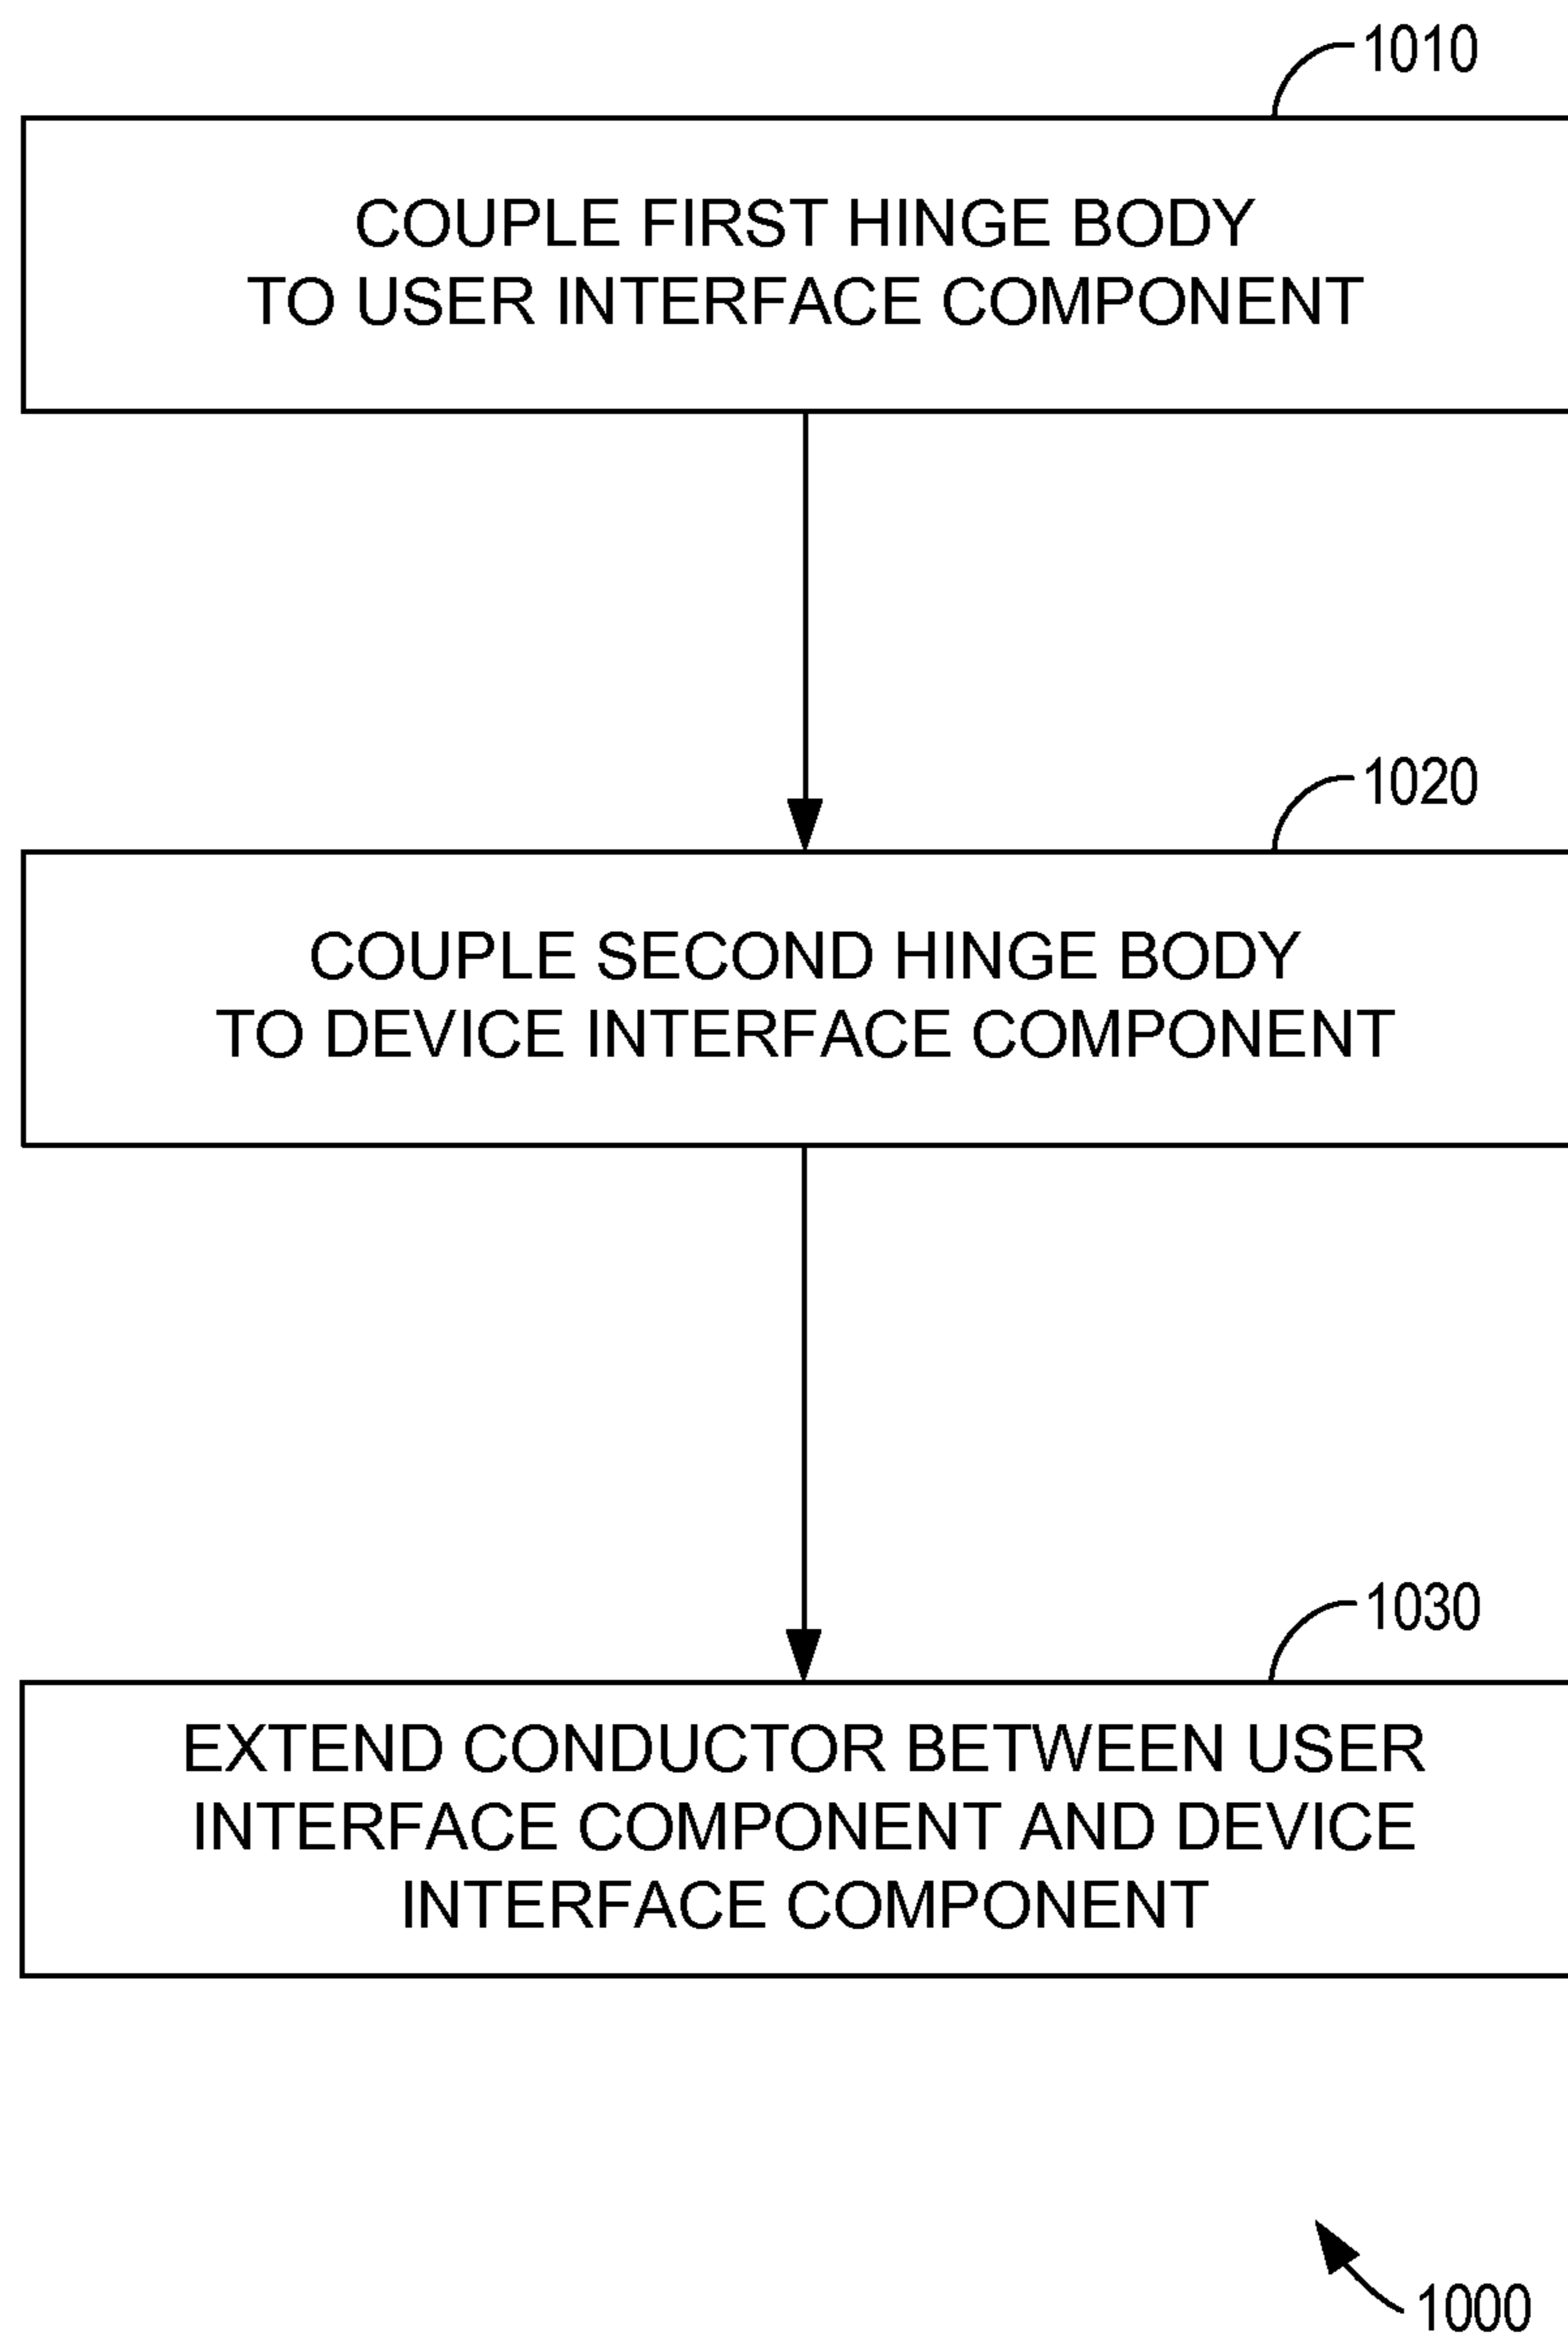 1010
COUPLE FIRST HINGE BODY
TO USER INTERFACE COMPONENT
1020
COUPLE SECOND HINGE BODY
TO DEVICE INTERFACE COMPONENT
1030
EXTEND CONDUCTOR BETWEEN USER
INTERFACE COMPONENT AND DEVICE
INTERFACE COMPONENT
1000